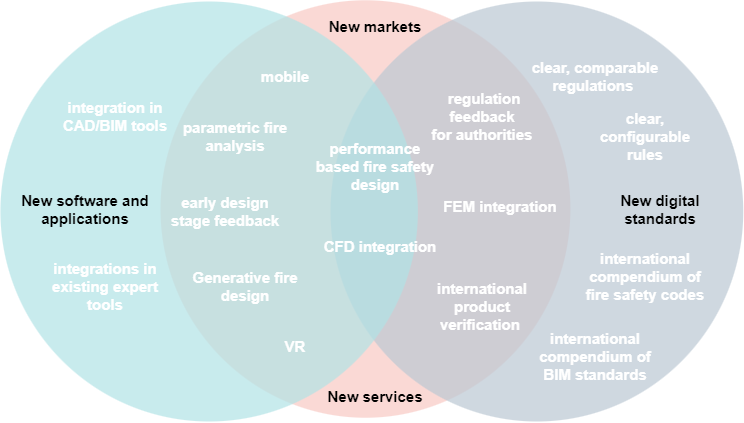 New markets
mobile
clear, comparable
regulations
integration in
CAD/BIM tools
regulation
feedback
for authorities
parametric fire
analysis
clear,
configurable
rules
performance
based fire safety
design
New software and
applications
early design
stage feedback
FEM integration
New digital
standards
CFD integration
integrations in
existing expert
tools
Generative fire
design
international
product
verification
international
compendium of
fire safety codes
VR
international
compendium of
BIM standards
New services